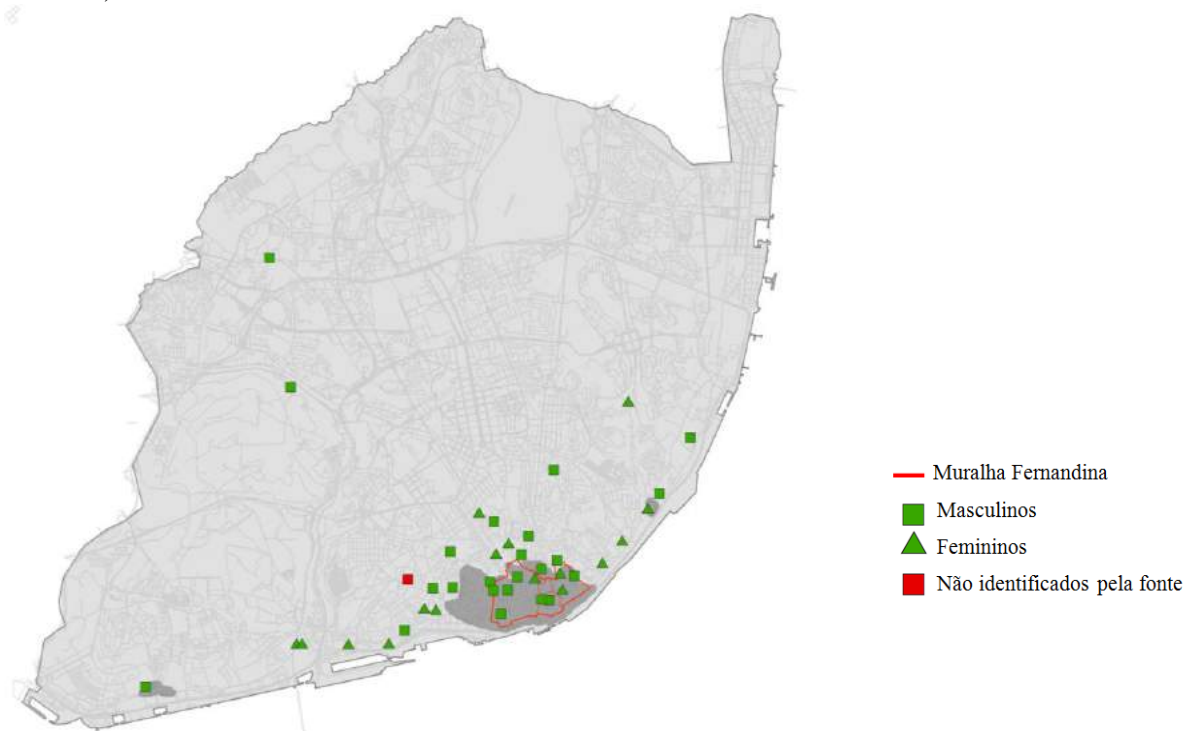 Muralha Fernandina
Masculinos
Femininos
Não identificados pela fonte